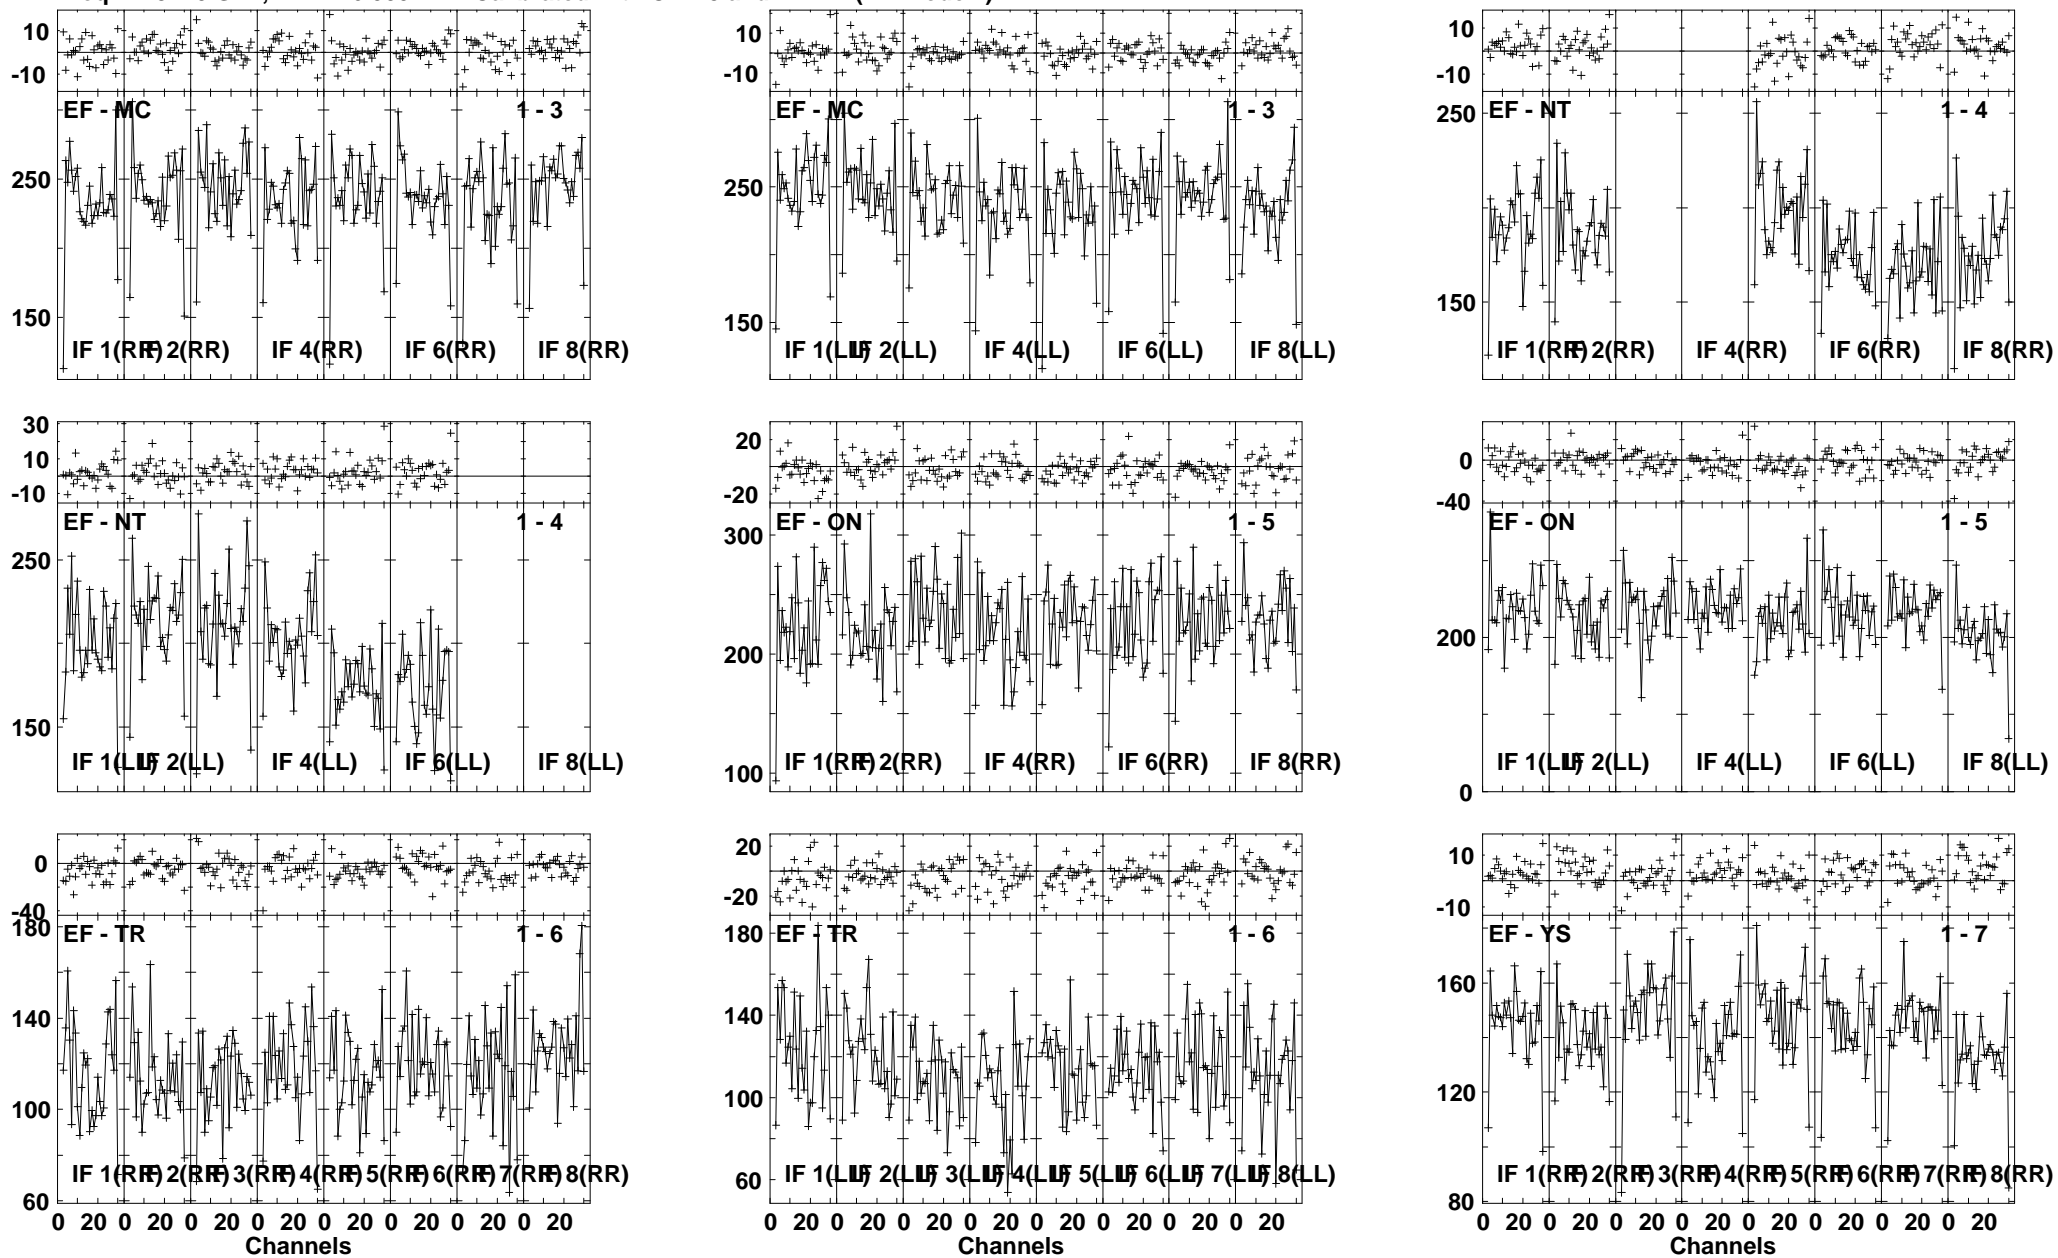 10
-10
EF - MC 1 - 3
250
150
IF 1(RR) IF 2(RR) IF 4(RR) IF 6(RR) IF 8(RR)
10
-10
EF - MC 1 - 3
250
150
IF 1(LL) IF 2(LL) IF 4(LL) IF 6(LL) IF 8(LL)
10
-10
EF - NT 1 - 4
250
150
IF 1(RR) IF 2(RR) IF 4(RR) IF 6(RR) IF 8(RR)
30
10
-10
EF - NT 1 - 4
250
150
IF 1(LL) IF 2(LL) IF 4(LL) IF 6(LL) IF 8(LL)
20
-20
EF - ON 1 - 5
300
200
100
IF 1(RR) IF 2(RR) IF 4(RR) IF 6(RR) IF 8(RR)
0
-40
EF - ON 1 - 5
200
0
IF 1(LL) IF 2(LL) IF 4(LL) IF 6(LL) IF 8(LL)
0
-40
180
EF - TR 1 - 6
140
100
60
IF 1(RR) IF 2(RR) IF 3(RR) IF 4(RR) IF 5(RR) IF 6(RR) IF 7(RR) IF 8(RR)
0 20 0 20 0 20 0 20 0 20 0 20 0 20 0 20
Channels
20
-20
EF - TR 1 - 6
180
140
100
60
IF 1(LL) IF 2(LL) IF 3(LL) IF 4(LL) IF 5(LL) IF 6(LL) IF 7(LL) IF 8(LL)
0 20 0 20 0 20 0 20 0 20 0 20 0 20 0 20
Channels
10
-10
EF - YS 1 - 7
160
120
80
IF 1(RR) IF 2(RR) IF 3(RR) IF 4(RR) IF 5(RR) IF 6(RR) IF 7(RR) IF 8(RR)
0 20 0 20 0 20 0 20 0 20 0 20 0 20 0 20
Channels